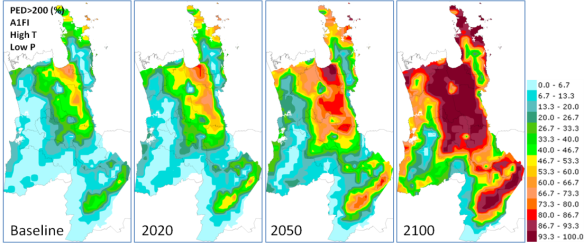 PED>200 (%)
A1FI
High T
Low P
Baseline
2020
2050
2100
0.0 - 6.7
6.7 - 13.3
13.3 - 20.0
20.0 - 26.7
26.7 - 33.3
33.3 - 40.0
40.0 - 46.7
46.7 - 53.3
53.3 - 60.0
60.0 - 66.7
66.7 - 73.3
73.3 - 80.0
80.0 - 86.7
86.7 - 93.3
93.3 - 100.0